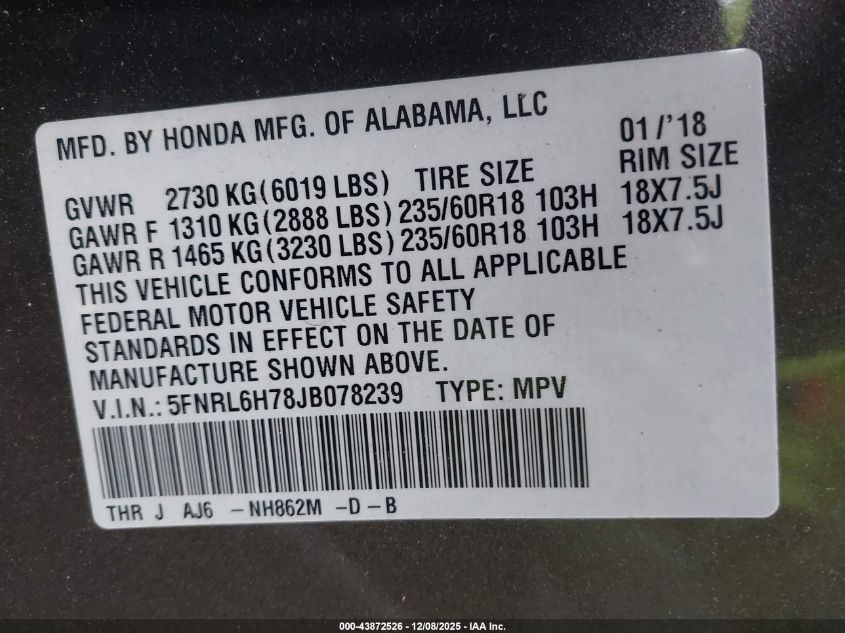 MFD. BY HONDA MFG. OF ALABAMA, LLC 01/'18
GVWR 2730 KG(6019 LBS) TIRE SIZE RIM SIZE
GAWR F 1310 KG(2888 LBS) 235/60R18 103H 18X7.5J
GAWR R 1465 KG(3230 LBS) 235/60R18 103H 18X7.5J
THIS VEHICLE CONFORMS TO ALL APPLICABLE
FEDERAL MOTOR VEHICLE SAFETY
STANDARDS IN EFFECT ON THE DATE OF
MANUFACTURE SHOWN ABOVE.
V.I.N.: 5FNRL6H78JB078239 TYPE: MPV
THR J AJ6 - NH862M - D - B
000-43872526 - 12/08/2025 - IAA Inc.